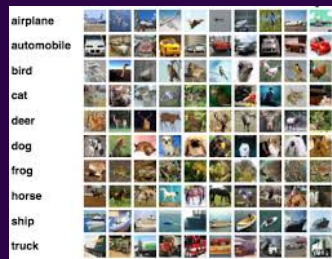 airplane
automobile
bird
cat
deer
dog
frog
horse
ship
truck